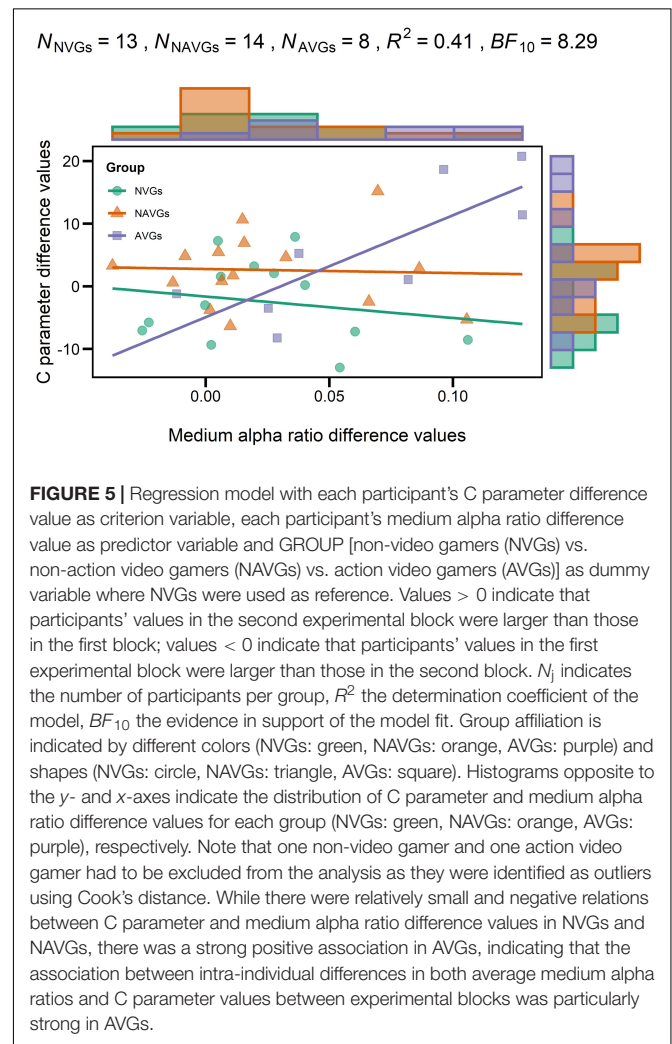 N_NVGs = 13 , N_NAVGs = 14 , N_AVGs = 8 , R² = 0.41 , BF₁₀ = 8.29
20
10
0
-10
C parameter difference values
Group
NVGs
NAVGs
AVGs
0.00
0.05
0.10
Medium alpha ratio difference values
FIGURE 5 | Regression model with each participant's C parameter difference
value as criterion variable, each participant's medium alpha ratio difference
value as predictor variable and GROUP [non-video gamers (NVGs) vs.
non-action video gamers (NAVGs) vs. action video gamers (AVGs)] as dummy
variable where NVGs were used as reference. Values > 0 indicate that
participants' values in the second experimental block were larger than those
in the first block; values < 0 indicate that participants' values in the first
experimental block were larger than those in the second block. Nj indicates
the number of participants per group, R² the determination coefficient of the
model, BF₁₀ the evidence in support of the model fit. Group affiliation is
indicated by different colors (NVGs: green, NAVGs: orange, AVGs: purple) and
shapes (NVGs: circle, NAVGs: triangle, AVGs: square). Histograms opposite to
the y- and x-axes indicate the distribution of C parameter and medium alpha
ratio difference values for each group (NVGs: green, NAVGs: orange, AVGs:
purple), respectively. Note that one non-video gamer and one action video
gamer had to be excluded from the analysis as they were identified as outliers
using Cook's distance. While there were relatively small and negative relations
between C parameter and medium alpha ratio difference values in NVGs and
NAVGs, there was a strong positive association in AVGs, indicating that the
association between intra-individual differences in both average medium alpha
ratios and C parameter values between experimental blocks was particularly
strong in AVGs.